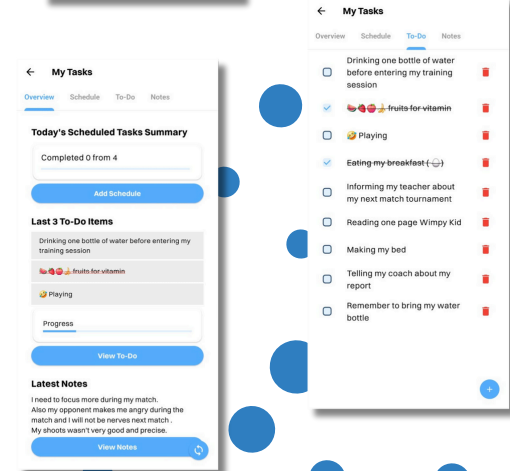 My Tasks
Overview Schedule To-Do Notes
Today's Scheduled Tasks Summary
Completed 0 from 4
Add Schedule
Last 3 To-Do Items
Drinking one bottle of water before entering my
training session
🍉🍓🍎🍌 fruits for vitamin
🤣 Playing
Progress
View To-Do
Latest Notes
I need to focus more during my match.
Also my opponent makes me angry during the
match and I will not be nerves next match .
My shoots wasn't very good and precise.
View Notes
My Tasks
Overview Schedule To-Do Notes
Drinking one bottle of water
before entering my training
session
🍉🍓🍎🍌 fruits for vitamin
🤣 Playing
Eating my breakfast (🍚)
Informing my teacher about
my next match tournament
Reading one page Wimpy Kid
Making my bed
Telling my coach about my
report
Remember to bring my water
bottle